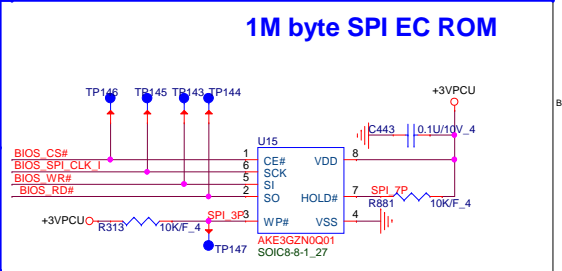 1M byte SPI EC ROM
+3VPCU
TP146 TP145 TP143 TP144
B
C443 0.1U/10V_4
U15
BIOS_CS# 1 CE# VDD 8
BIOS_SPI_CLK_I 6 SCK
BIOS_WR# 5 SI
BIOS_RD# 2 SO HOLD# 7 SPI_7P
R881 10K/F_4
+3VPCU SPI_3P 3 WP# VSS 4
R313 10K/F_4
AKE3GZN0Q01
TP147 SOIC8-8-1_27